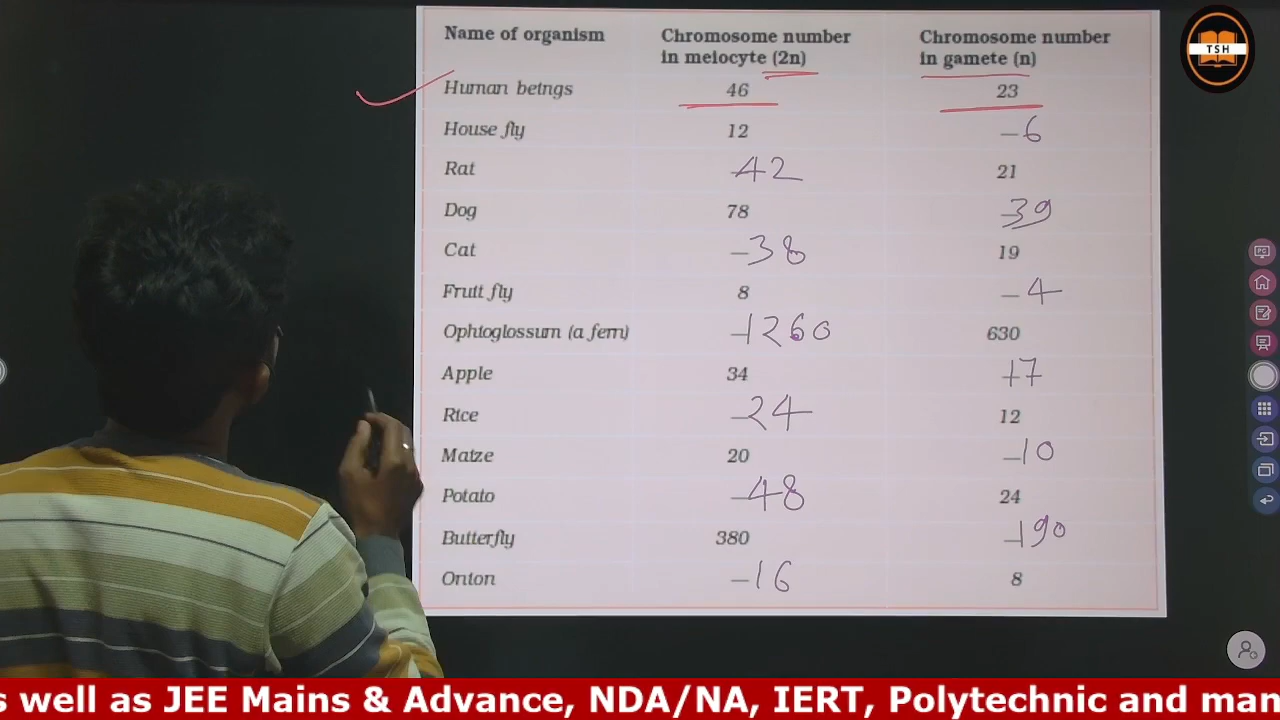 Name of organism Chromosome number in meiocyte (2n) Chromosome number in gamete (n)
Human beings 46 23
House fly 12 – 6
Rat 42 21
Dog 78 39
Cat – 38 19
Fruit fly 8 – 4
Ophioglossum (a fern) – 1260 630
Apple 34 17
Rice – 24 12
Maize 20 – 10
Potato – 48 24
Butterfly 380 – 190
Onion – 16 8
TSH
s well as JEE Mains & Advance, NDA/NA, IERT, Polytechnic and man